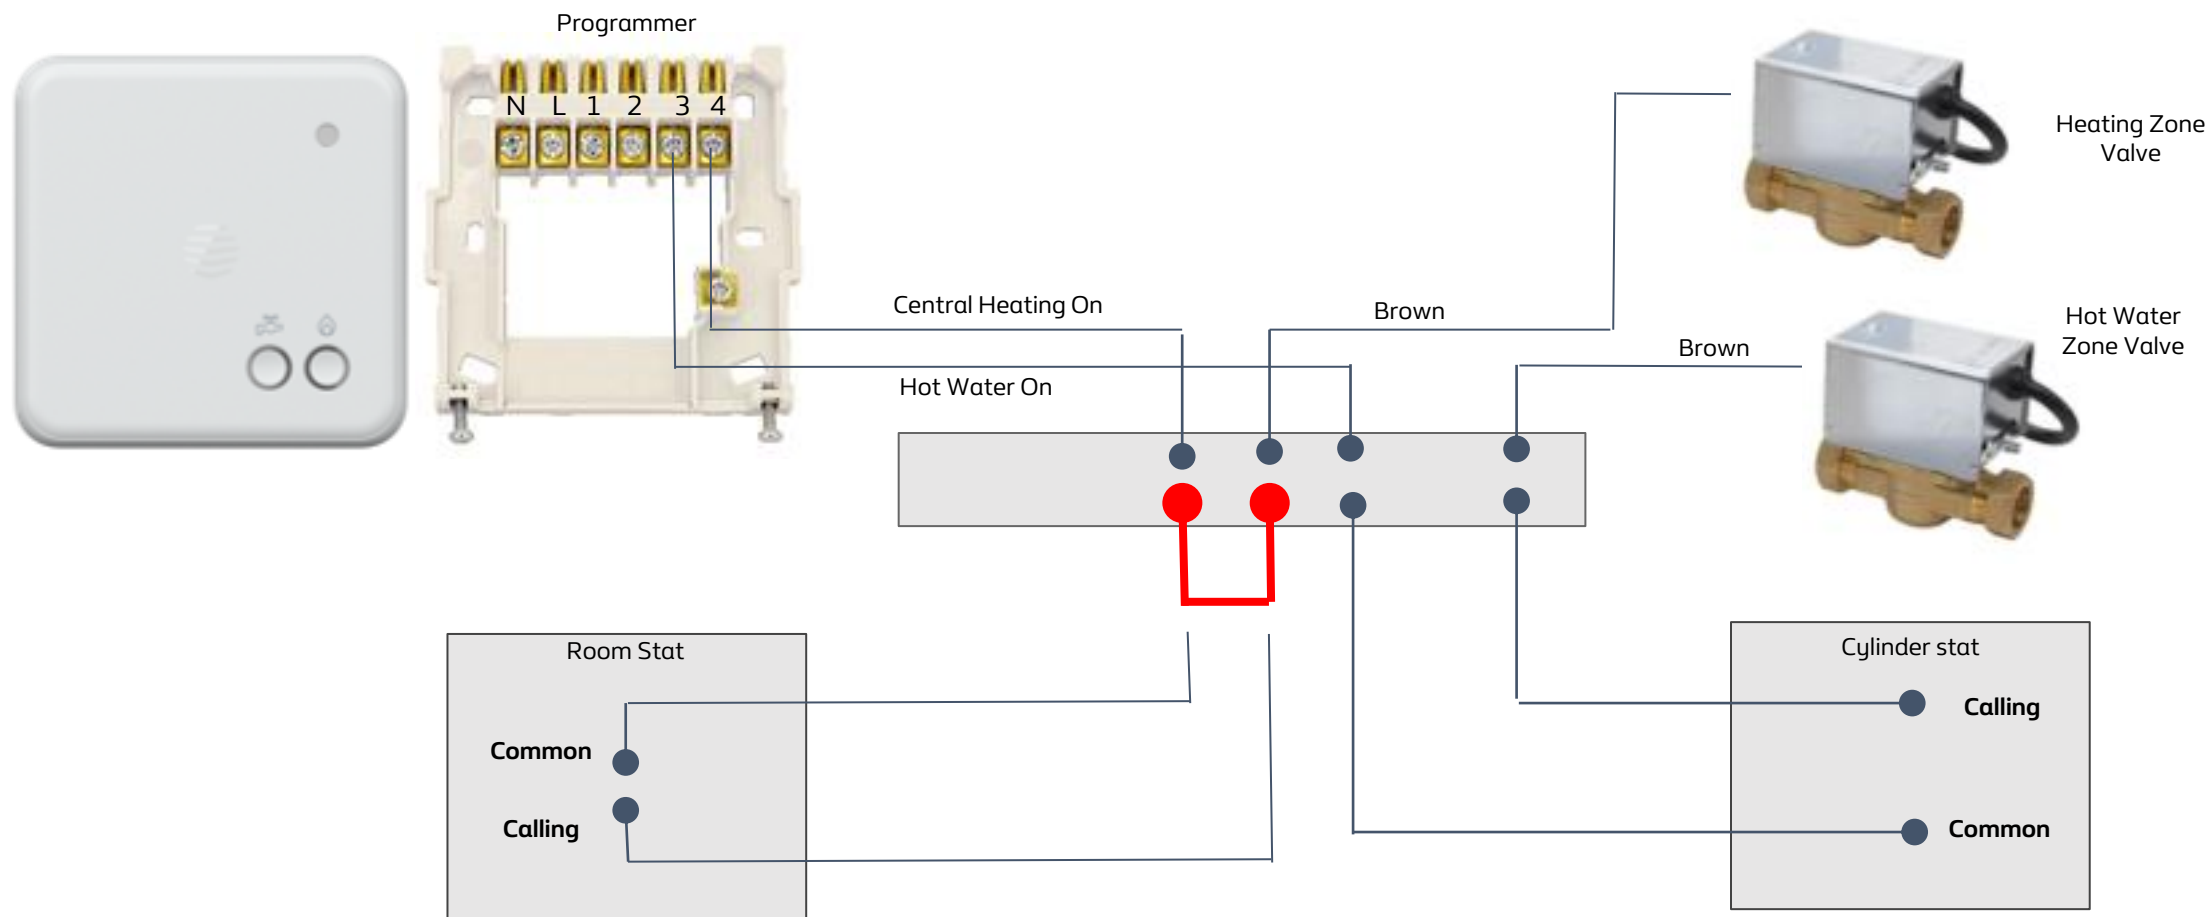 Programmer
N L 1 2 3 4
Heating Zone
Valve
Central Heating On
Brown
Hot Water
Zone Valve
Brown
Hot Water On
Room Stat
Common
Calling
Cylinder stat
Calling
Common